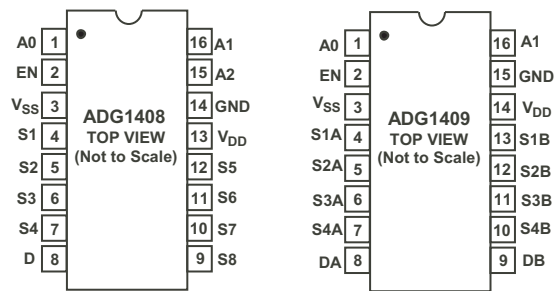 A0 1 16 A1
EN 2 15 A2
VSS 3 14 GND
S1 4 13 VDD
S2 5 12 S5
S3 6 11 S6
S4 7 10 S7
D 8 9 S8
ADG1408
TOP VIEW
(Not to Scale)
A0 1 16 A1
EN 2 15 GND
VSS 3 14 VDD
S1A 4 13 S1B
S2A 5 12 S2B
S3A 6 11 S3B
S4A 7 10 S4B
DA 8 9 DB
ADG1409
TOP VIEW
(Not to Scale)